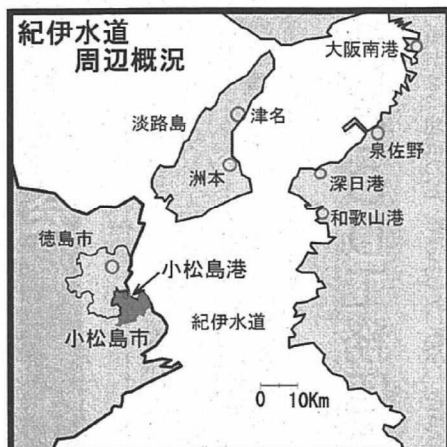 紀伊水道
周辺概況
大阪南港
淡路島
津名
泉佐野
洲本
深日港
和歌山港
徳島市
小松島港
小松島市
紀伊水道
0 10Km